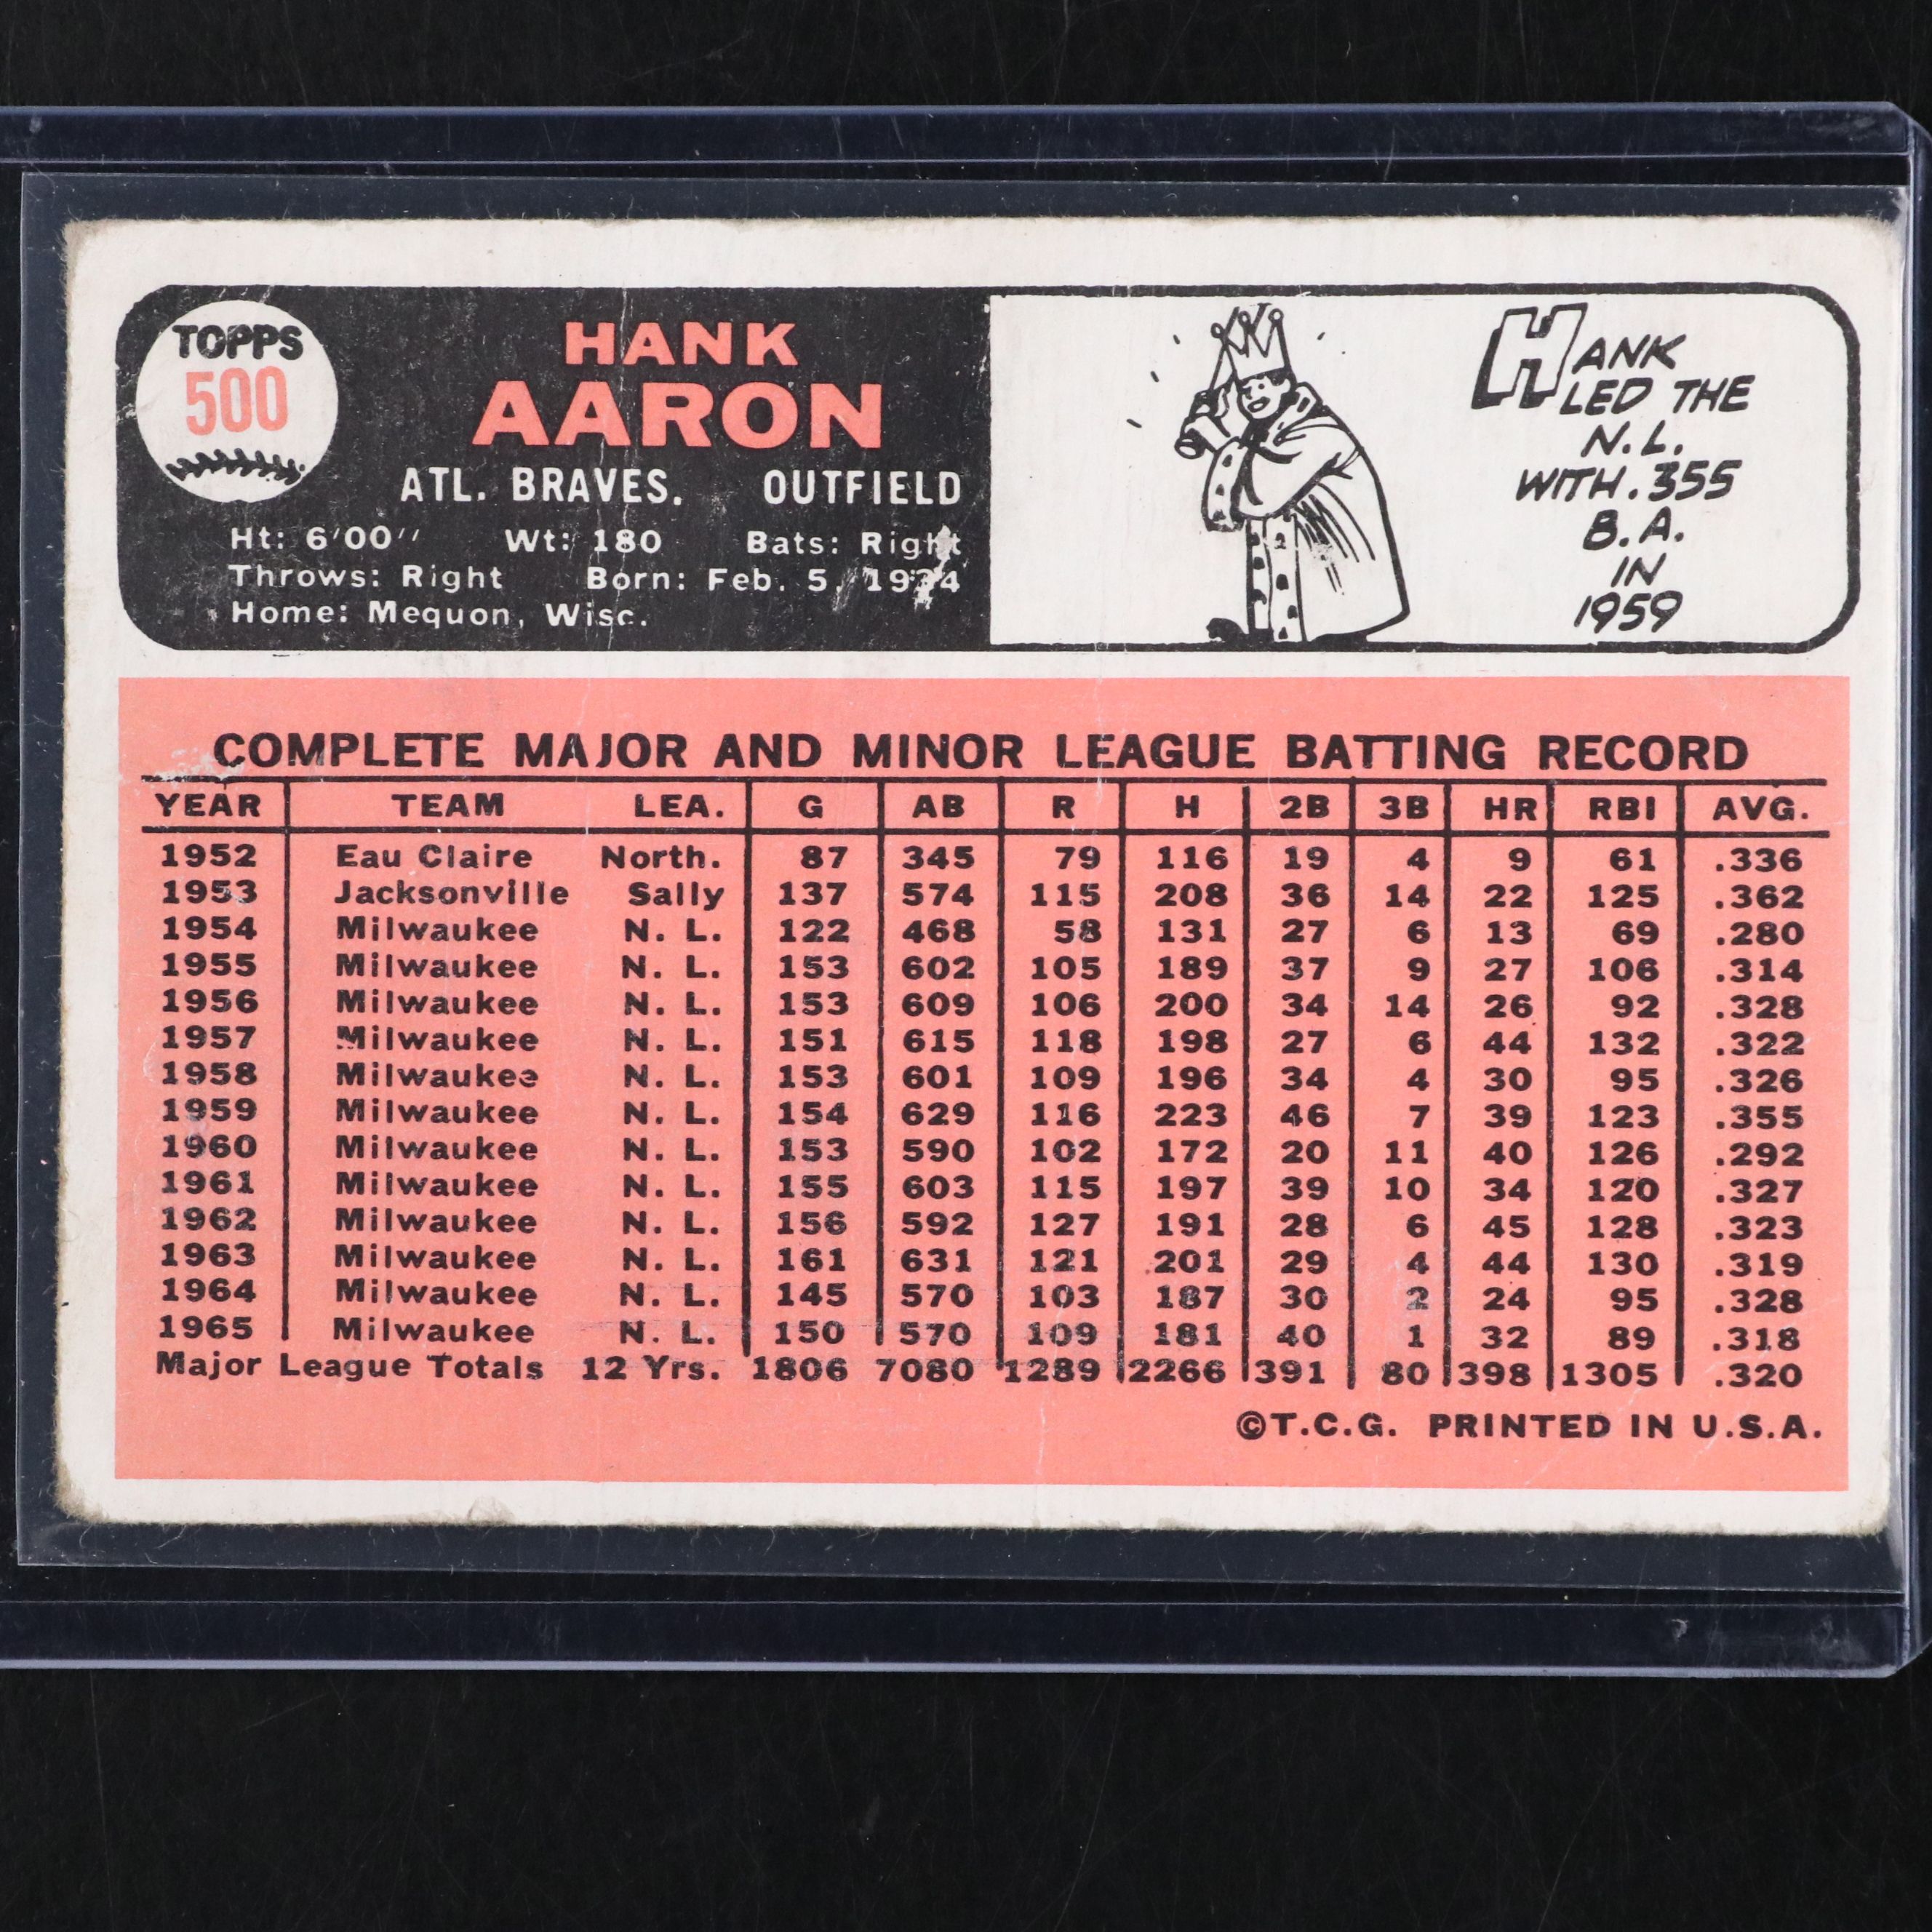 TOPPS
500
HANK
AARON
ATL. BRAVES. OUTFIELD
Ht: 6'00'' Wt: 180 Bats: Right
Throws: Right Born: Feb. 5,
Home: Mequon, Wisc.
HANK
LED THE
N.L.
WITH .355
B.A.
IN
1959
COMPLETE MAJOR AND MINOR LEAGUE BATTING RECORD
YEAR TEAM LEA. G AB R H 2B 3B HR RBI AVG.
1952 Eau Claire North. 87 345 79 116 19 4 9 61 .336
1953 Jacksonville Sally 137 574 115 208 36 14 22 125 .362
1954 Milwaukee N. L. 122 468 58 131 27 6 13 69 .280
1955 Milwaukee N. L. 153 602 105 189 37 9 27 106 .314
1956 Milwaukee N. L. 153 609 106 200 34 14 26 92 .328
1957 Milwaukee N. L. 151 615 118 198 27 6 44 132 .322
1958 Milwaukee N. L. 153 601 109 196 34 4 30 95 .326
1959 Milwaukee N. L. 154 629 116 223 46 7 39 123 .355
1960 Milwaukee N. L. 153 590 102 172 20 11 40 126 .292
1961 Milwaukee N. L. 155 603 115 197 39 10 34 120 .327
1962 Milwaukee N. L. 156 592 127 191 28 6 45 128 .323
1963 Milwaukee N. L. 161 631 121 201 29 4 44 130 .319
1964 Milwaukee N. L. 145 570 103 187 30 2 24 95 .328
1965 Milwaukee N. L. 150 570 109 181 40 1 32 89 .318
Major League Totals 12 Yrs. 1806 7080 1289 2266 391 80 398 1305 .320
©T.C.G. PRINTED IN U.S.A.